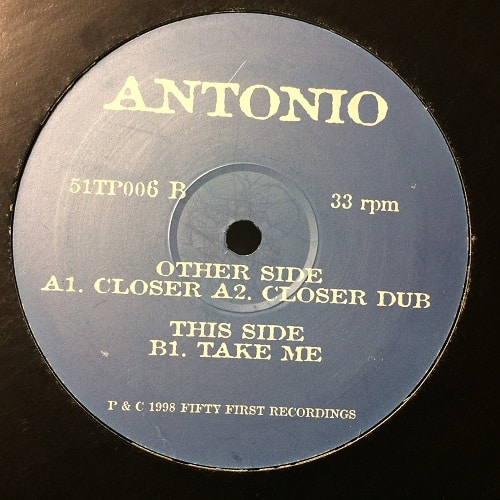 ANTONIO
51TP006 B 33 rpm
OTHER SIDE
A1. CLOSER A2. CLOSER DUB
THIS SIDE
B1. TAKE ME
P & C 1998 FIFTY FIRST RECORDINGS